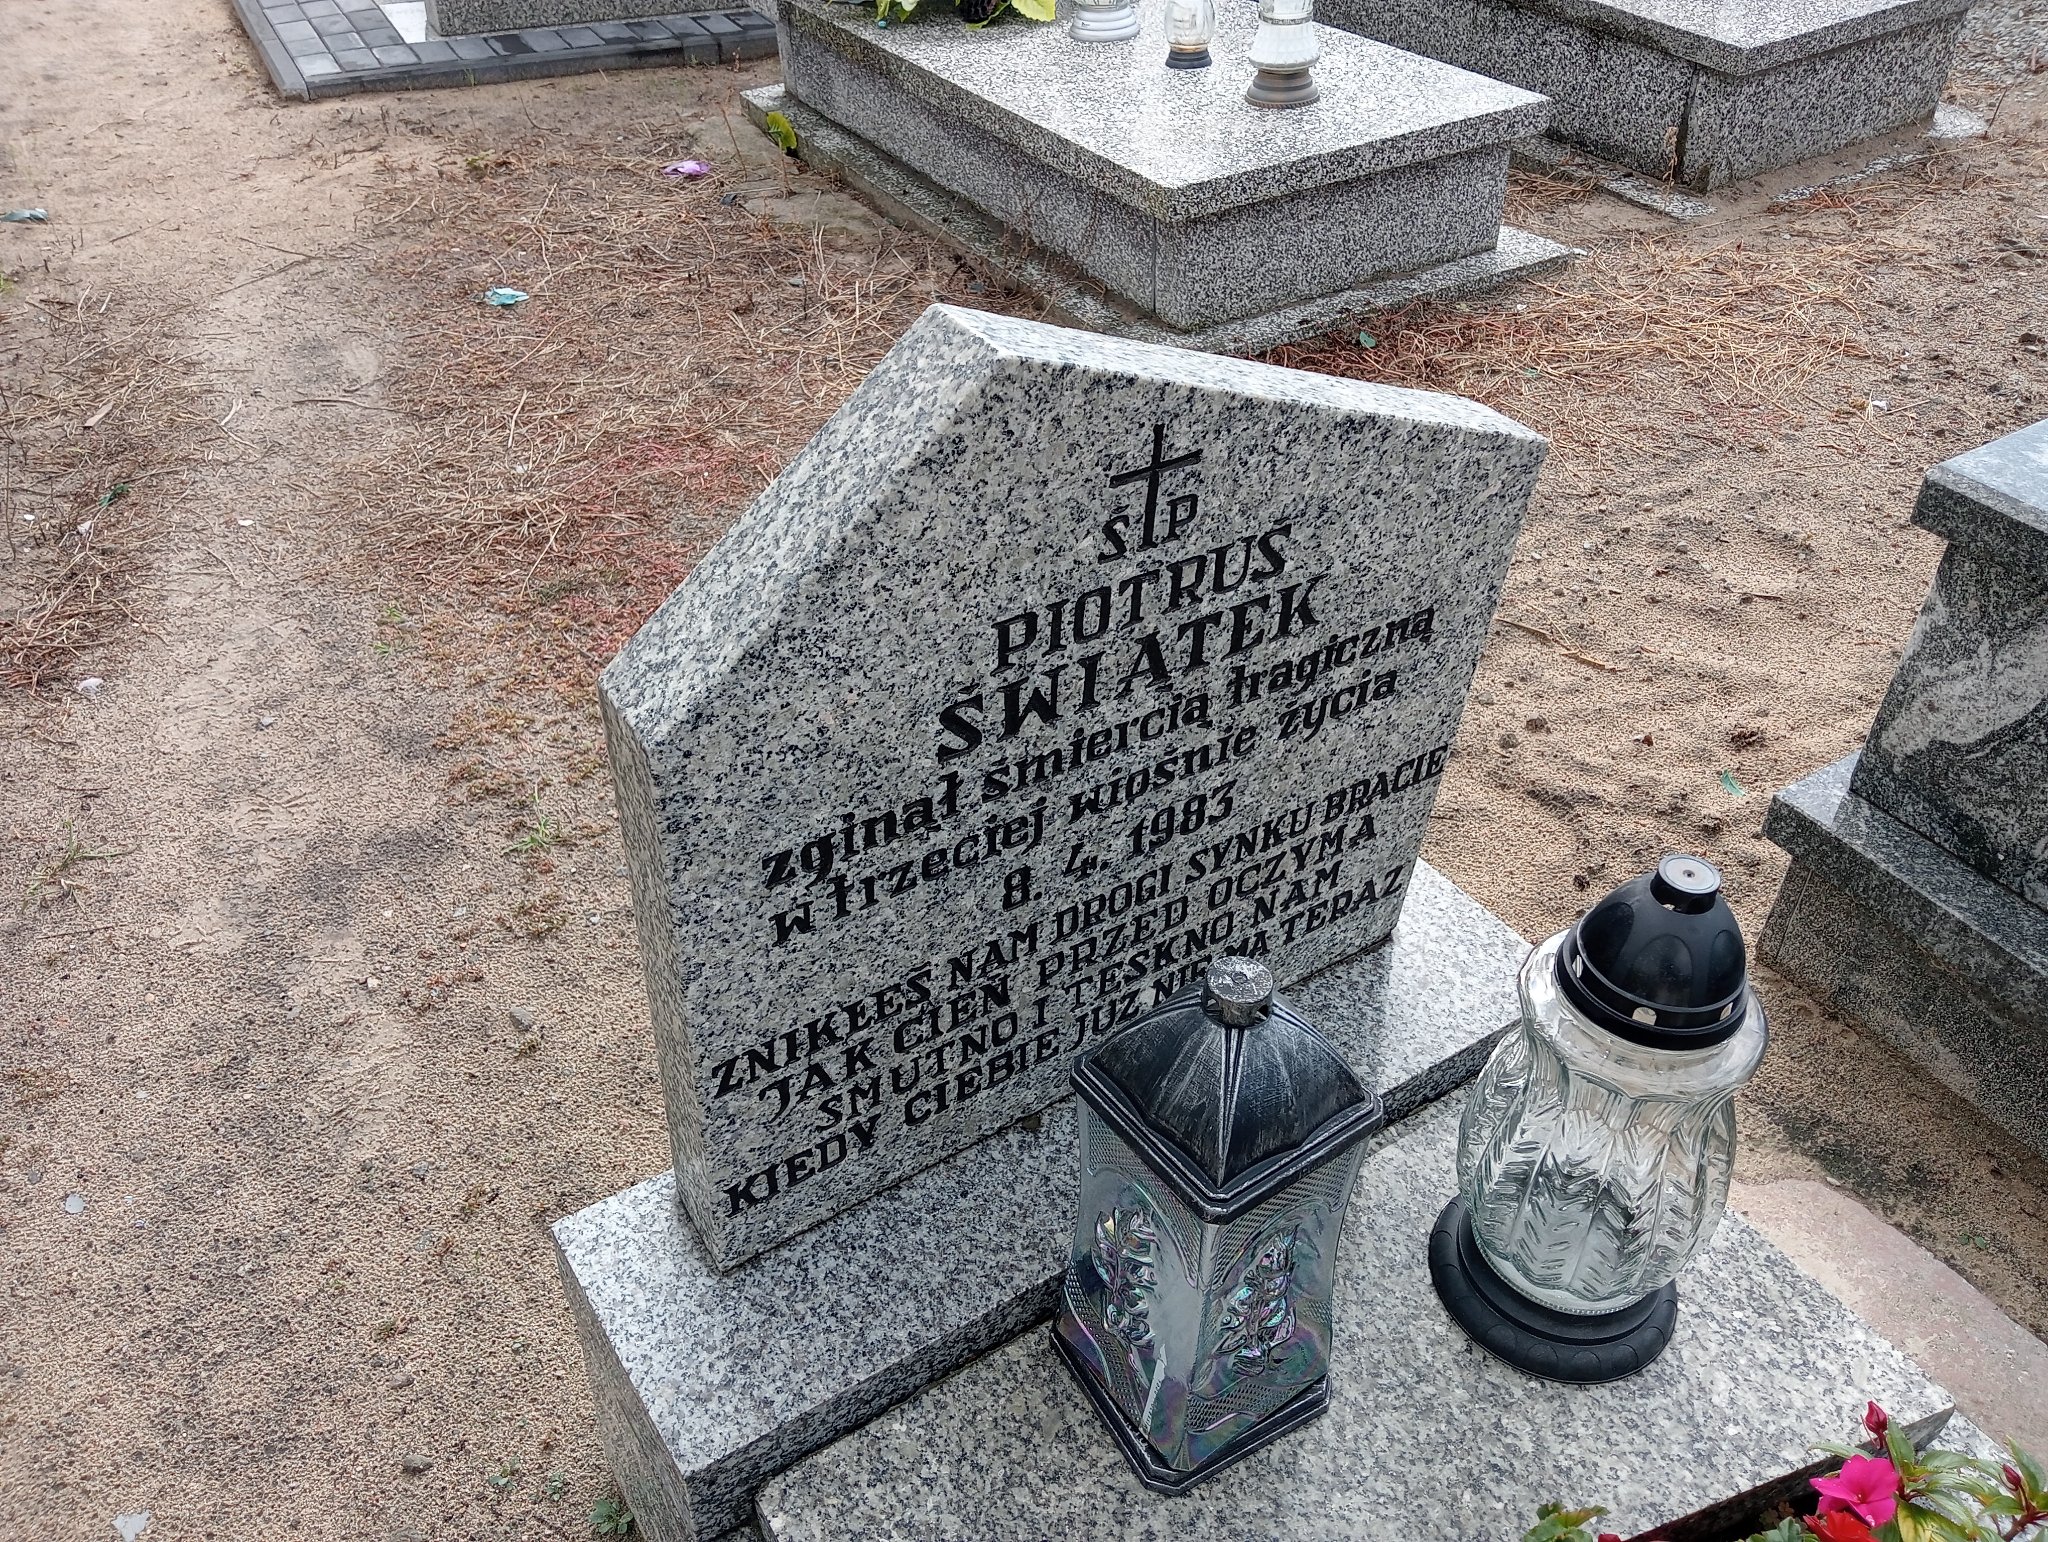 Ś P
PIOTRUŚ
ŚWIĄTEK
zginął śmiercią tragiczną
w trzeciej wiośnie życia
8. 4. 1983
ZNIKŁEŚ NAM DROGI SYNKU BRACIE
JAK CIEŃ PRZED OCZYMA
SMUTNO I TĘSKNO NAM
KIEDY CIEBIE JUŻ NIE MA TERAZ